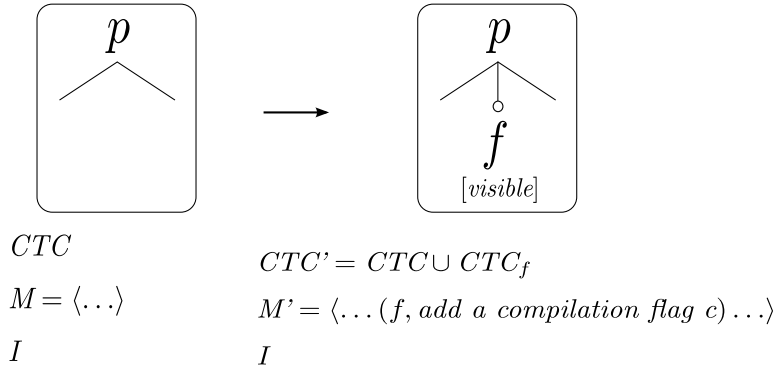 p
p
f
[visible]
CTC
M = ⟨...⟩
I
CTC' = CTC ∪ CTC_f
M' = ⟨... (f, add a compilation flag c) ...⟩
I